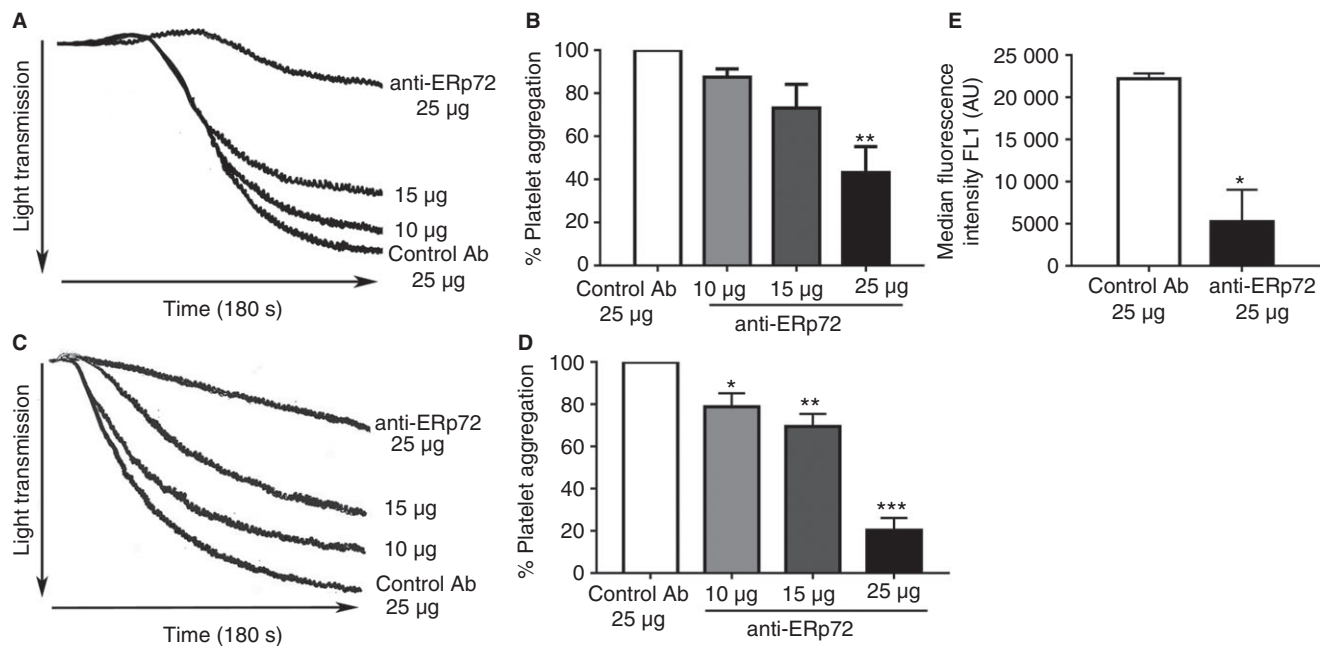 A
Light transmission
anti-ERp72
25 µg
15 µg
10 µg
Control Ab
25 µg
Time (180 s)
B
% Platelet aggregation
100
80
60
40
20
0
**
Control Ab
25 µg
10 µg
15 µg
25 µg
anti-ERp72
E
Median fluorescence
intensity FL1 (AU)
25 000
20 000
15 000
10 000
5000
0
*
Control Ab
25 µg
anti-ERp72
25 µg
C
Light transmission
anti-ERp72
25 µg
15 µg
10 µg
Control Ab
25 µg
Time (180 s)
D
% Platelet aggregation
100
80
60
40
20
0
*
**
***
Control Ab
25 µg
10 µg
15 µg
25 µg
anti-ERp72